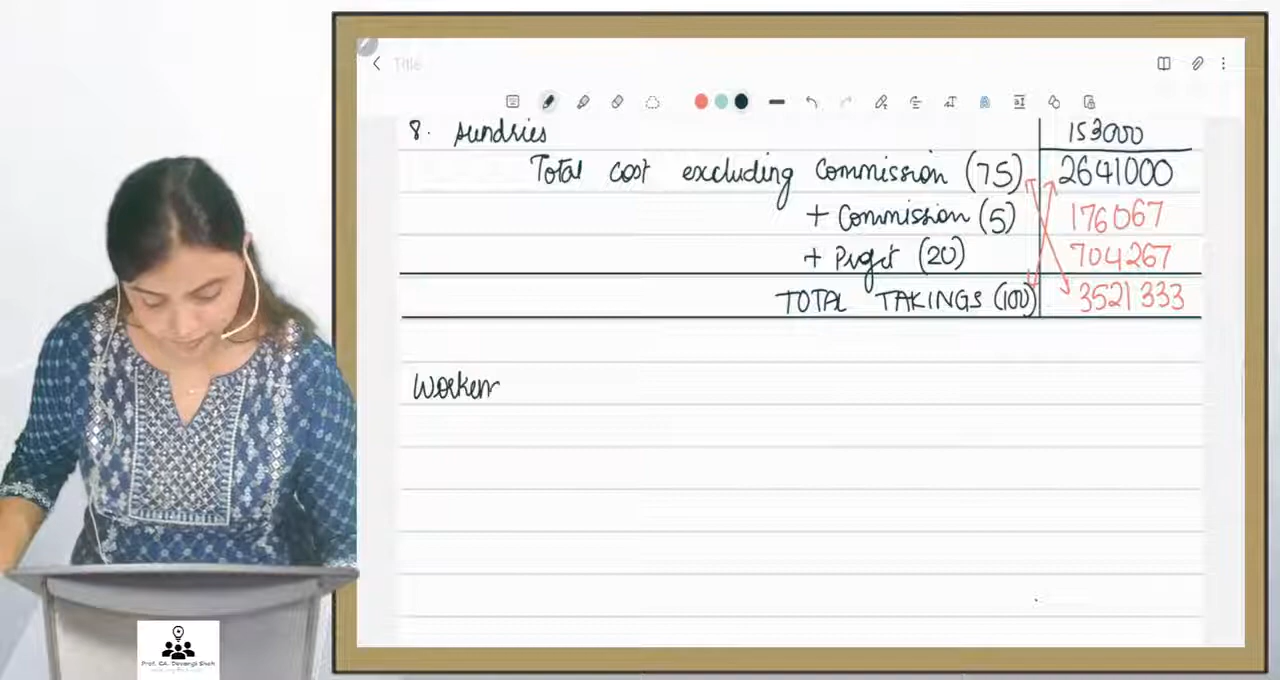 Title
8. Sundries 153000
Total cost excluding Commission (75) 2641000
+ Commission (5) 176067
+ Profit (20) 704267
TOTAL TAKINGS (100) 3521333
Prof. CA. Devangi Shah